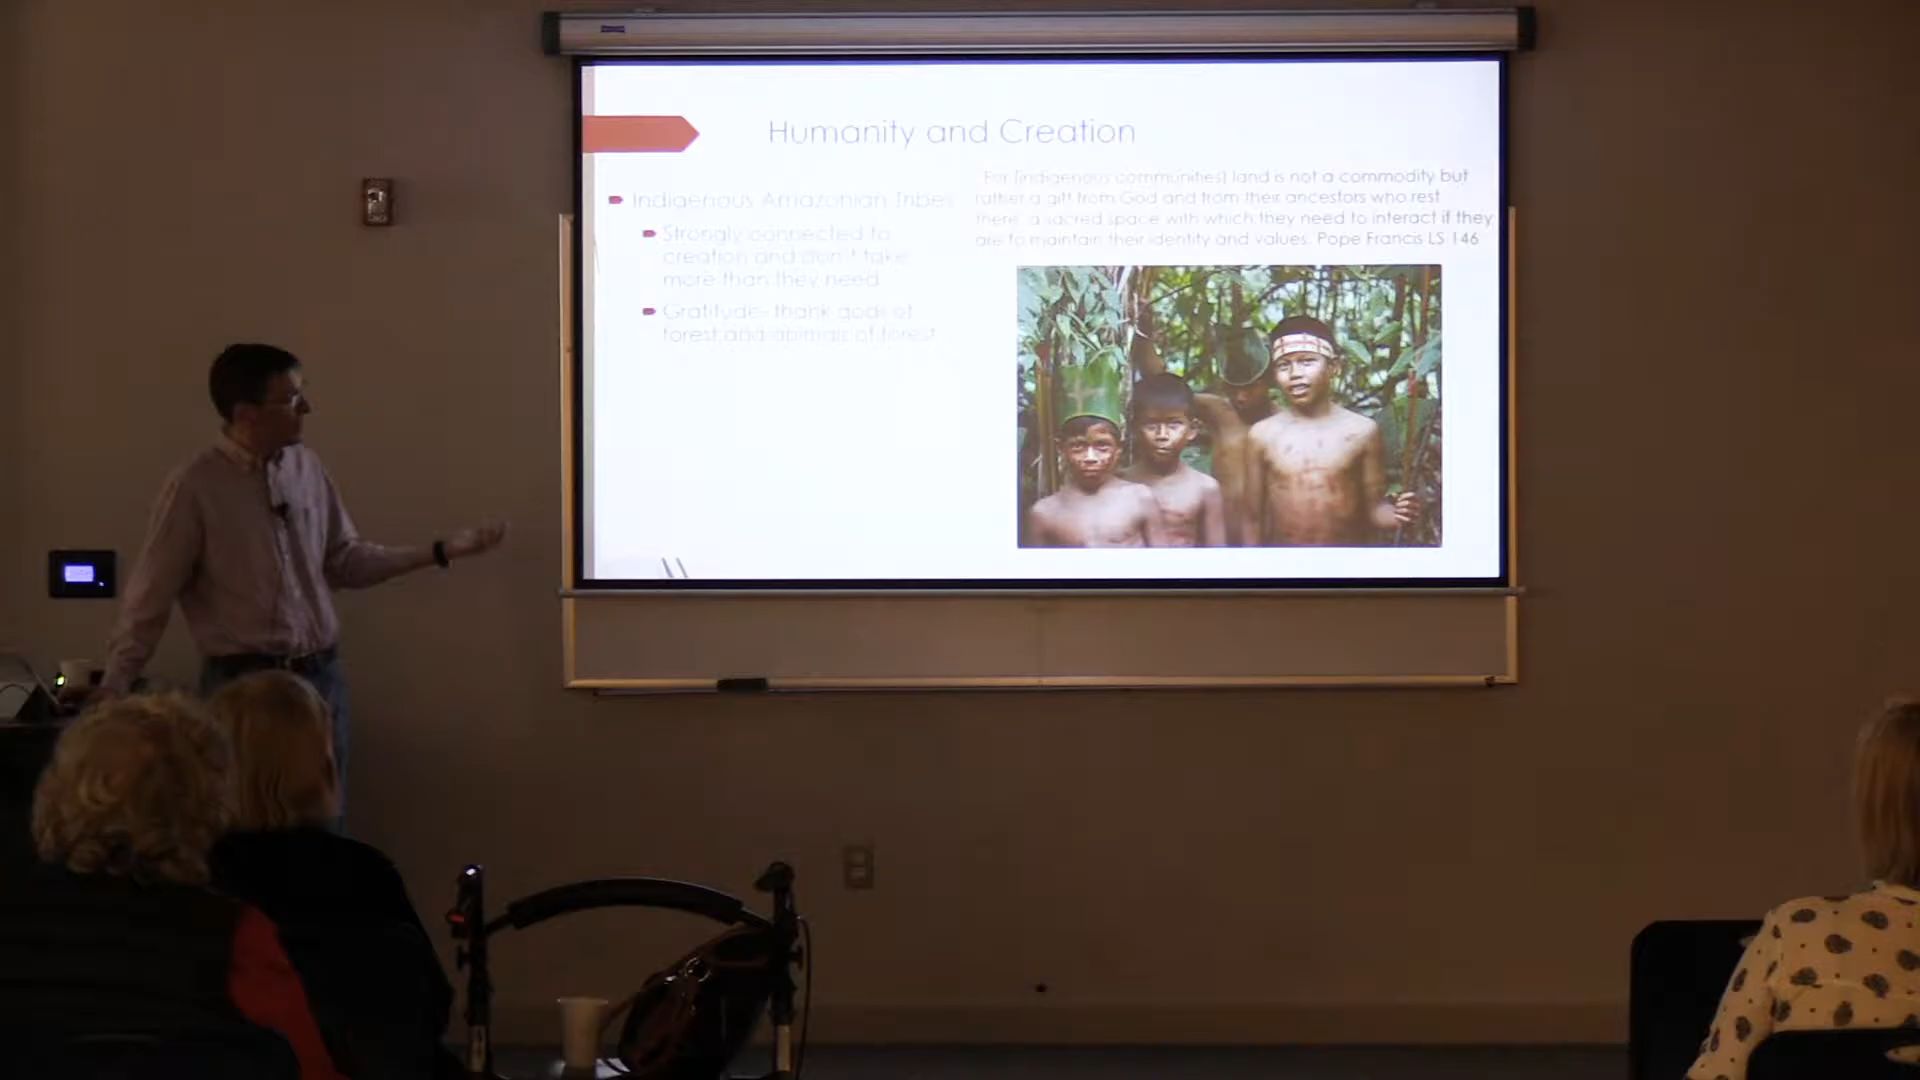 Humanity and Creation
Indigenous Amazonian Tribes
Strongly connected to
creation and don't take
more than they need
Gratitude- thank gods of
forest and animals of forest
For [indigenous communities] land is not a commodity but
rather a gift from God and from their ancestors who rest
there, a sacred space with which they need to interact if they
are to maintain their identity and values. Pope Francis LS 146